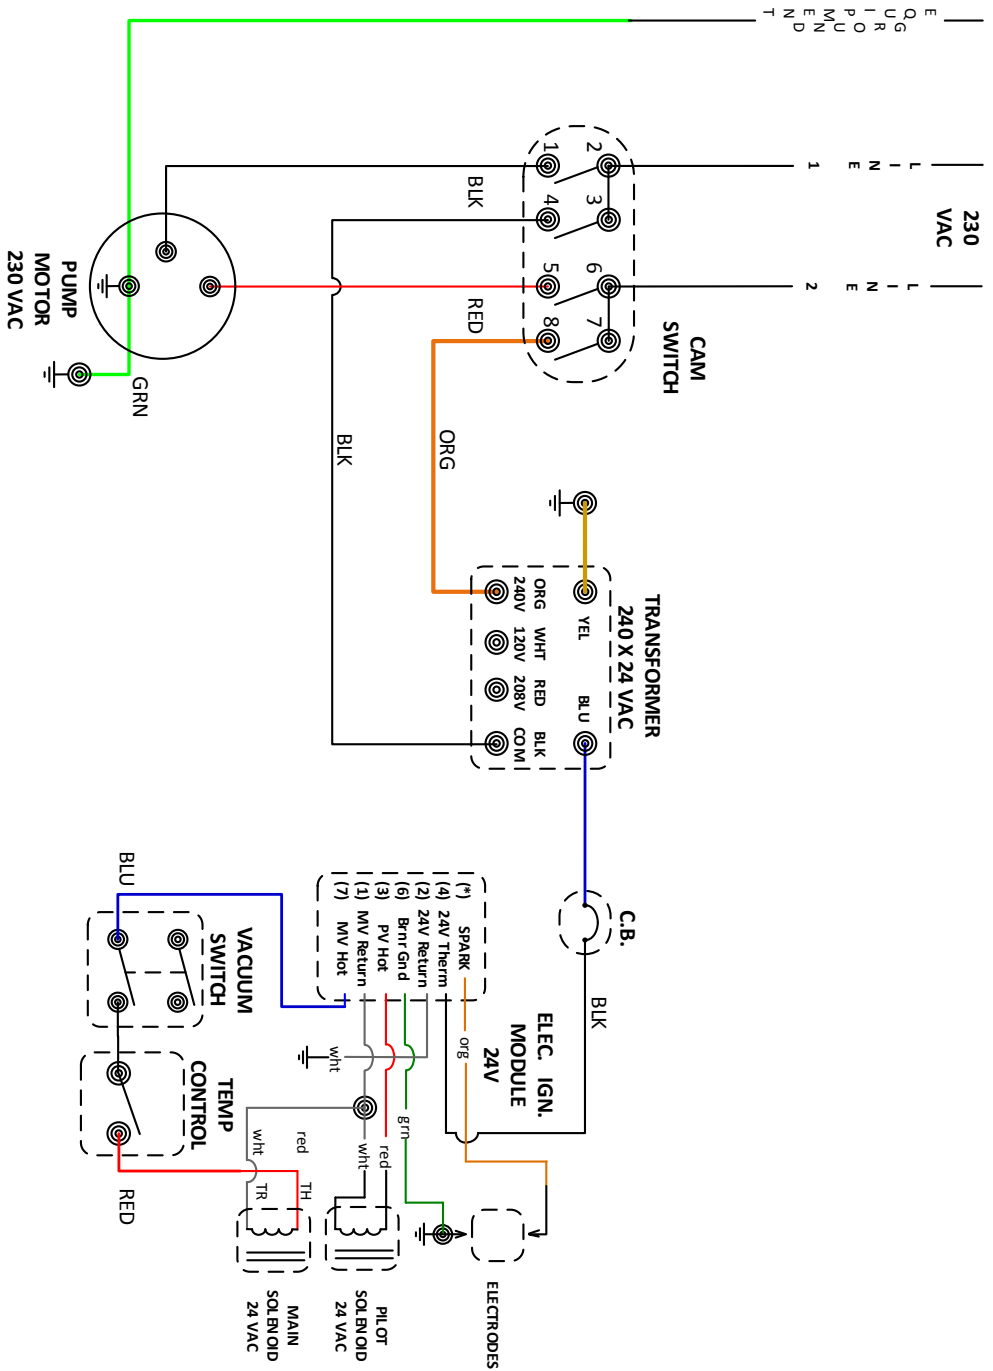 EQUIPMENT
GROUND
LINE 1
230
VAC
LINE 2
CAM
SWITCH
1
2
3
4
5
6
7
8
BLK
RED
ORG
BLK
GRN
PUMP
MOTOR
230 VAC
TRANSFORMER
240 X 24 VAC
YEL
BLU
ORG
240V
WHT
120V
RED
208V
BLK
COM
C.B.
BLK
ELEC. IGN.
MODULE
24V
(*) SPARK
(4) 24V Therm
(2) 24V Return
(6) Brnr Gnd
(3) PV Hot
(1) MV Return
(7) MV Hot
org
grn
red
wht
wht
red
wht
TH
TR
BLU
VACUUM
SWITCH
TEMP
CONTROL
RED
ELECTRODES
PILOT
SOLENOID
24 VAC
MAIN
SOLENOID
24 VAC